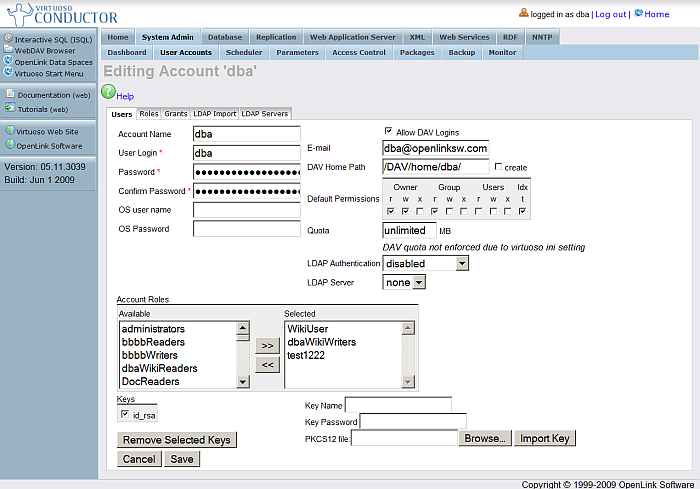 VIRTUOSO
CONDUCTOR
logged in as dba | Log out | Home
Interactive SQL (ISQL)
WebDAV Browser
OpenLink Data Spaces
Virtuoso Start Menu
Documentation (web)
Tutorials (web)
Virtuoso Web Site
OpenLink Software
Version: 05.11.3039
Build: Jun 1 2009
Home System Admin Database Replication Web Application Server XML Web Services RDF NNTP
Dashboard User Accounts Scheduler Parameters Access Control Packages Backup Monitor
Editing Account 'dba'
Help
Users Roles Grants LDAP Import LDAP Servers
Account Name dba
User Login * dba
Password *
Confirm Password *
OS user name
OS Password
Allow DAV Logins
E-mail dba@openlinksw.com
DAV Home Path /DAV/home/dba/ create
Default Permissions
Owner Group Users Idx
r w x r w x r w x t
Quota unlimited MB
DAV quota not enforced due to virtuoso ini setting
LDAP Authentication disabled
LDAP Server none
Account Roles
Available
administrators
bbbbReaders
bbbbWriters
dbaWikiReaders
DocReaders
>>
<<
Selected
WikiUser
dbaWikiWriters
test1222
Keys
id_rsa
Key Name
Key Password
PKCS12 file: Browse... Import Key
Remove Selected Keys
Cancel Save
Copyright © 1999-2009 OpenLink Software